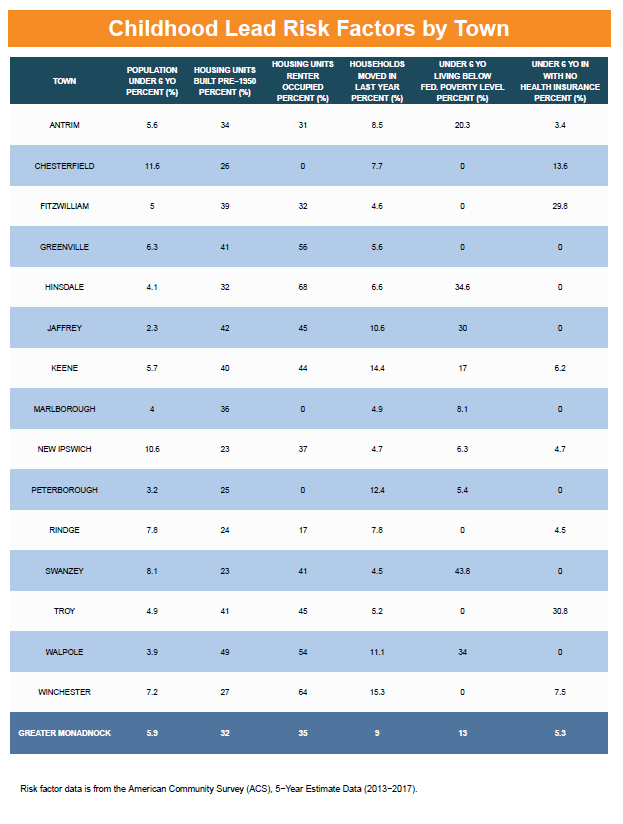 Childhood Lead Risk Factors by Town
TOWN POPULATION UNDER 6 YO PERCENT (%) HOUSING UNITS BUILT PRE−1950 PERCENT (%) HOUSING UNITS RENTER OCCUPIED PERCENT (%) HOUSEHOLDS MOVED IN LAST YEAR PERCENT (%) UNDER 6 YO LIVING BELOW FED. POVERTY LEVEL PERCENT (%) UNDER 6 YO IN WITH NO HEALTH INSURANCE PERCENT (%)
ANTRIM 5.6 34 31 8.5 20.3 3.4
CHESTERFIELD 11.6 26 0 7.7 0 13.6
FITZWILLIAM 5 39 32 4.6 0 29.8
GREENVILLE 6.3 41 56 5.6 0 0
HINSDALE 4.1 32 68 6.6 34.6 0
JAFFREY 2.3 42 45 10.6 30 0
KEENE 5.7 40 44 14.4 17 6.2
MARLBOROUGH 4 36 0 4.9 8.1 0
NEW IPSWICH 10.6 23 37 4.7 6.3 4.7
PETERBOROUGH 3.2 25 0 12.4 5.4 0
RINDGE 7.8 24 17 7.8 0 4.5
SWANZEY 8.1 23 41 4.5 43.8 0
TROY 4.9 41 45 5.2 0 30.8
WALPOLE 3.9 49 54 11.1 34 0
WINCHESTER 7.2 27 64 15.3 0 7.5
GREATER MONADNOCK 5.9 32 35 9 13 5.3
Risk factor data is from the American Community Survey (ACS), 5−Year Estimate Data (2013−2017).